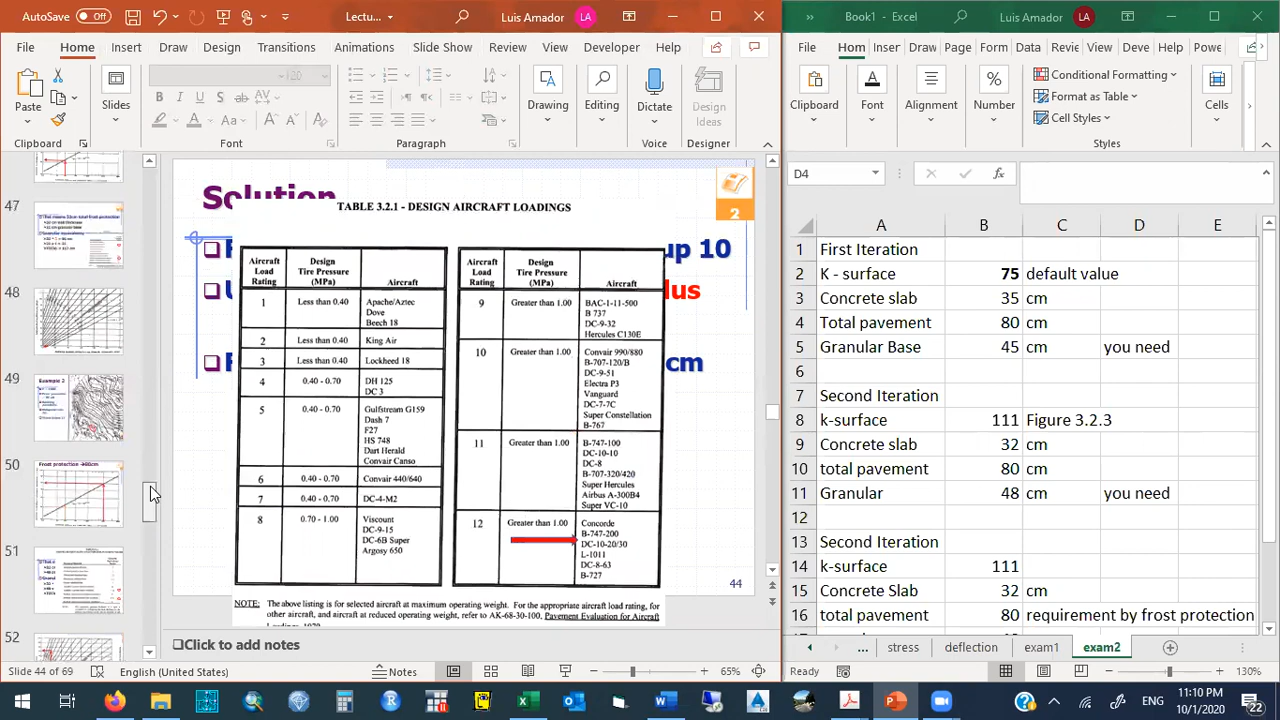 AutoSave Off
Lectu...
Luis Amador LA
File Home Insert Draw Design Transitions Animations Slide Show Review View Developer Help
Paste
Slides
20
B I U S ab AV
Aa A A
Drawing
Editing
Dictate
Design Ideas
Clipboard
Font
Paragraph
Voice
Designer
47
48
49
Example 2
50
51
52
Solution
2
up 10
lus
cm
TABLE 3.2.1 - DESIGN AIRCRAFT LOADINGS
Aircraft Load Rating
Design Tire Pressure (MPa)
Aircraft
1 Less than 0.40 Apache/Aztec
Dove
Beech 18
2 Less than 0.40 King Air
3 Less than 0.40 Lockheed 18
4 0.40 - 0.70 DH 125
DC 3
5 0.40 - 0.70 Gulfstream G159
Dash 7
F27
HS 748
Dart Herald
Convair Canso
6 0.40 - 0.70 Convair 440/640
7 0.40 - 0.70 DC-4-M2
8 0.70 - 1.00 Viscount
DC-9-15
DC-6B Super
Argosy 650
Aircraft Load Rating
Design Tire Pressure (MPa)
Aircraft
9 Greater than 1.00 BAC-1-11-500
B 737
DC-9-32
Hercules C130E
10 Greater than 1.00 Convair 990/880
B-707-120/B
DC-9-51
Electra P3
Vanguard
DC-7-7C
Super Constellation
B-767
11 Greater than 1.00 B-747-100
DC-10-10
DC-8
B-707-320/420
Super Hercules
Airbus A-300B4
Super VC-10
12 Greater than 1.00 Concorde
B-747-200
DC-10-20/30
L-1011
DC-8-63
B-727
44
NOTE: The above listing is for selected aircraft at maximum operating weight. For the appropriate aircraft load rating, for
other aircraft, and aircraft at reduced operating weight, refer to AK-68-30-100, Pavement Evaluation for Aircraft
Click to add notes
Slide 44 of 69 English (United States) Notes 65%
Book1 - Excel
Luis Amador LA
File Hom Inser Draw Page Form Data Revie View Deve Help Powe
Clipboard
Font
Alignment
Number
Conditional Formatting
Format as Table
Cell Styles
Styles
Cells
D4 fx
A B C D E
First Iteration
2 K - surface 75 default value
3 Concrete slab 35 cm
4 Total pavement 80 cm
5 Granular Base 45 cm you need
6
7 Second Iteration
8 k-surface 111 Figure 3.2.3
9 Concrete slab 32 cm
10 total pavement 80 cm
11 Granular 48 cm you need
12
13 Second Iteration
14 k-surface 111
5 Concrete Slab 32 cm
16 total pavement 80 requirement by frost protection
... stress deflection exam1 exam2
Ready 130%
ENG
11:10 PM
10/1/2020
22